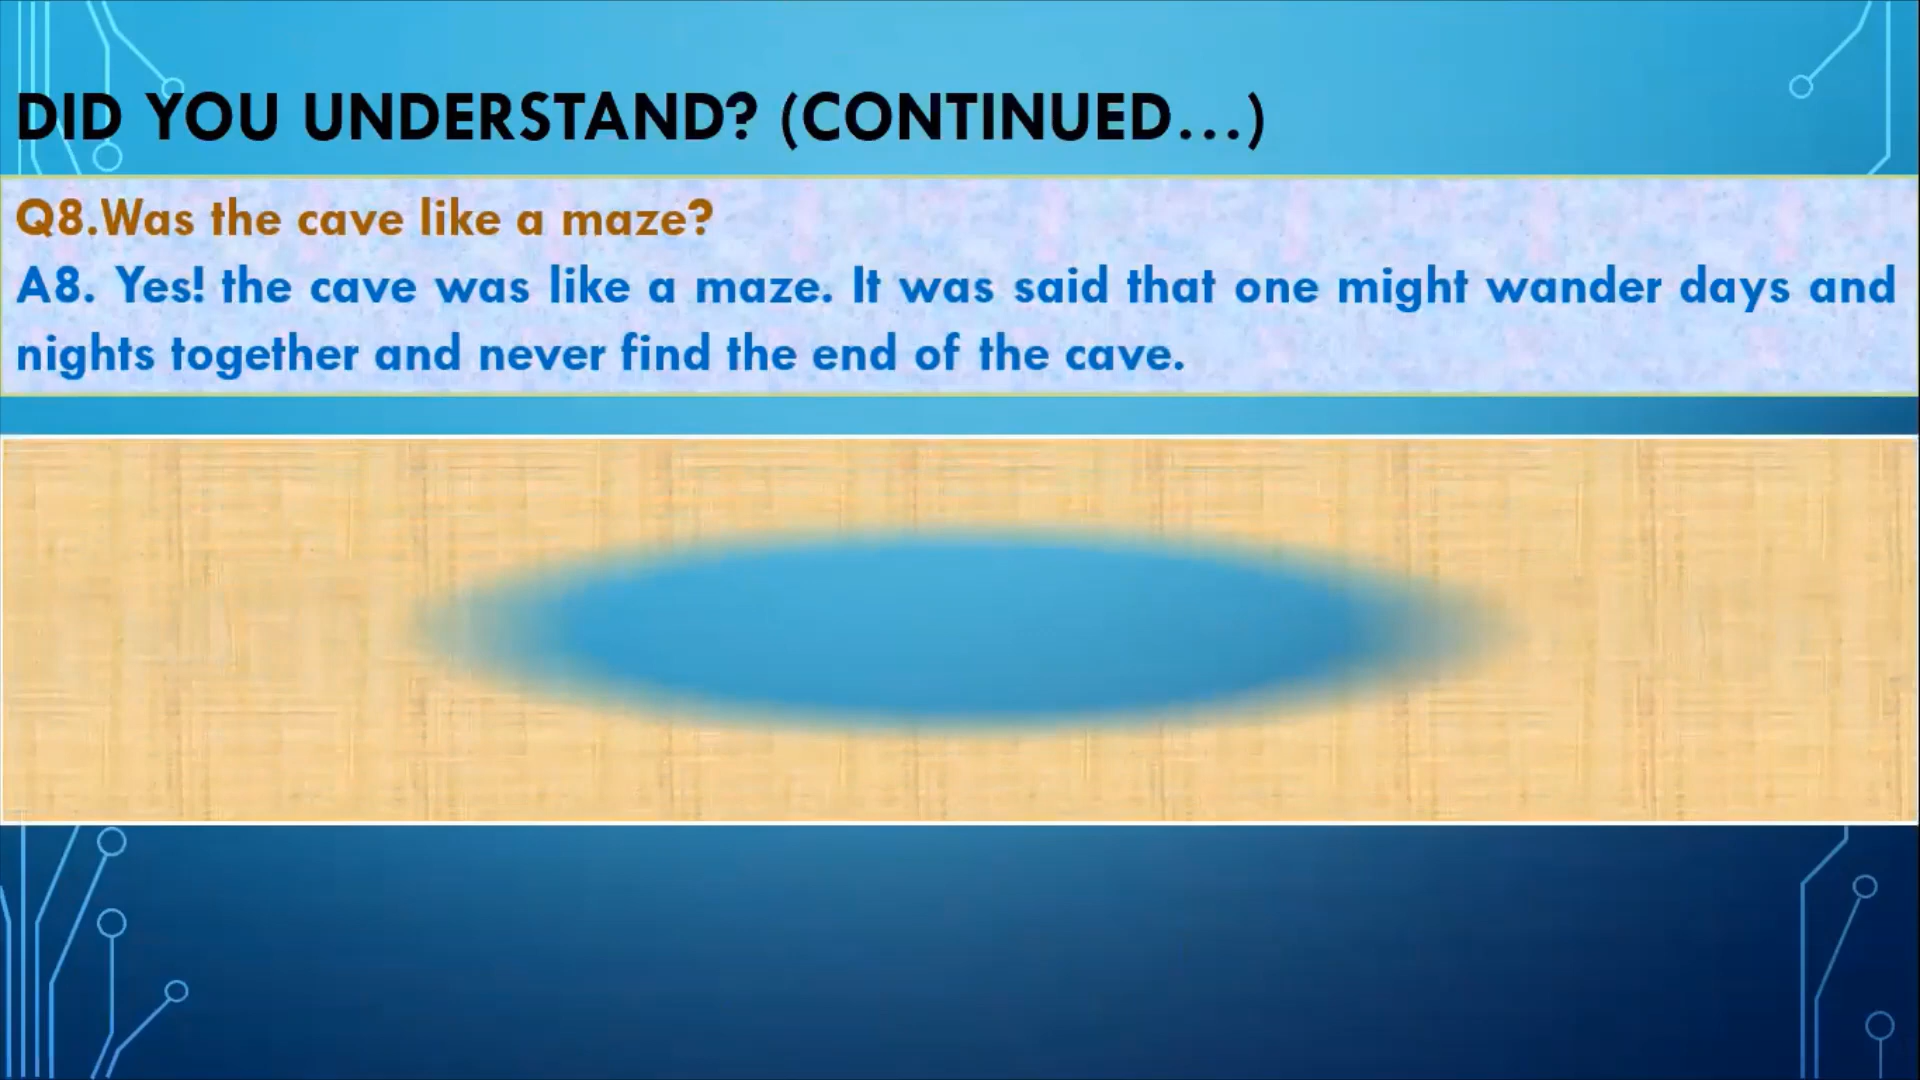 DID YOU UNDERSTAND? (CONTINUED...)
Q8.Was the cave like a maze?
A8. Yes! the cave was like a maze. It was said that one might wander days and
nights together and never find the end of the cave.